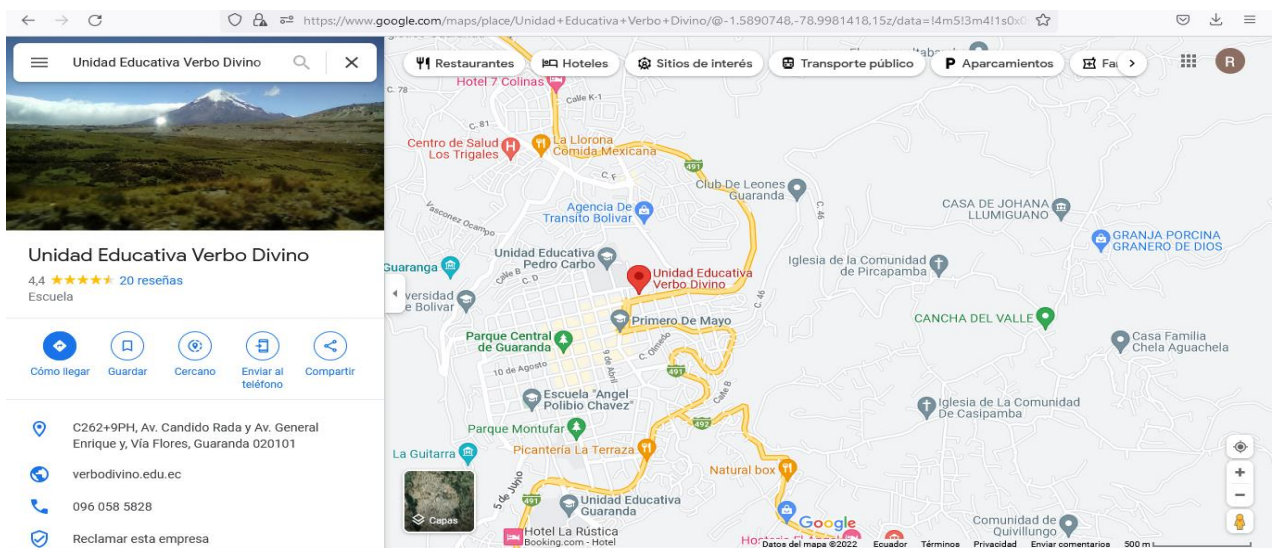 https://www.google.com/maps/place/Unidad+Educativa+Verbo+Divino/@-1.5890748,-78.9981418,15z/data=!4m5!3m4!1s0x0
Unidad Educativa Verbo Divino
Unidad Educativa Verbo Divino
4,4
20 reseñas
Escuela
Cómo llegar
Guardar
Cercano
Enviar al
teléfono
Compartir
C262+9PH, Av. Candido Rada y Av. General
Enrique y, Vía Flores, Guaranda 020101
verbodivino.edu.ec
096 058 5828
Reclamar esta empresa
Restaurantes
Hoteles
Sitios de interés
Transporte público
P Aparcamientos
R
Hotel 7 Colinas
C. 78
Calle K-1
C. 81
Centro de Salud
Los Trigales
La Llorona
Comida Mexicana
491
C. F
Club De Leones
Guaranda
C. 46
Agencia De
Transito Bolivar
Vasconez Ocampo
CASA DE JOHANA
LLUMIGUANO
GRANJA PORCINA
GRANERO DE DIOS
Unidad Educativa
Pedro Carbo
Calle B
C. D
Guaranga
Unidad Educativa
Verbo Divino
Iglesia de la Comunidad
de Pircapamba
C. 46
versidad
e Bolivar
Primero De Mayo
CANCHA DEL VALLE
Casa Familia
Chela Aguachela
Parque Central
de Guaranda
C. Olmedo
9 de Abril
10 de Agosto
491
Calle B
Escuela "Angel
Polibio Chavez"
Iglesia de La Comunidad
De Casipamba
Parque Montufar
492
La Guitarra
Picantería La Terraza
Natural box
5 de Junio
491
Unidad Educativa
Guaranda
Capas
Google
Comunidad de
Quivillungo
Hotel La Rústica
Booking.com - Hotel
Datos del mapa ©2022
Ecuador
Términos
Privacidad
Enviar comentarios
500 m